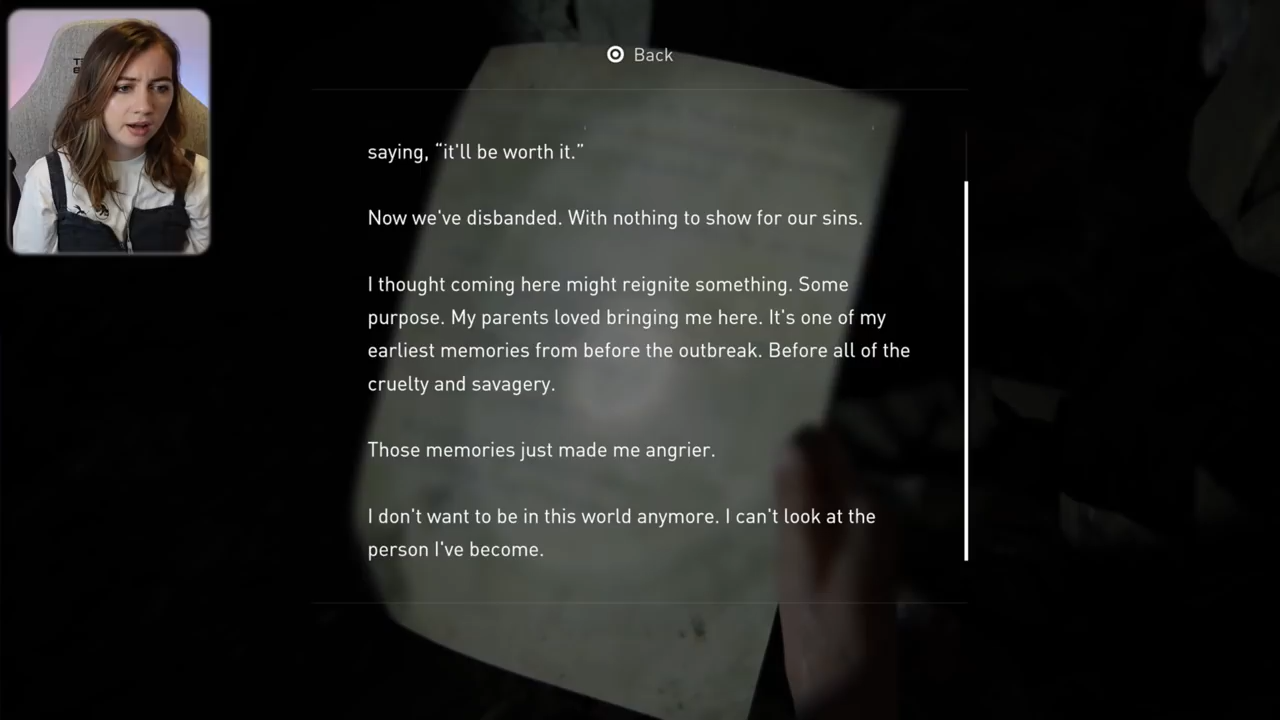 Back
saying, “it'll be worth it.”
Now we've disbanded. With nothing to show for our sins.
I thought coming here might reignite something. Some
purpose. My parents loved bringing me here. It's one of my
earliest memories from before the outbreak. Before all of the
cruelty and savagery.
Those memories just made me angrier.
I don't want to be in this world anymore. I can't look at the
person I've become.